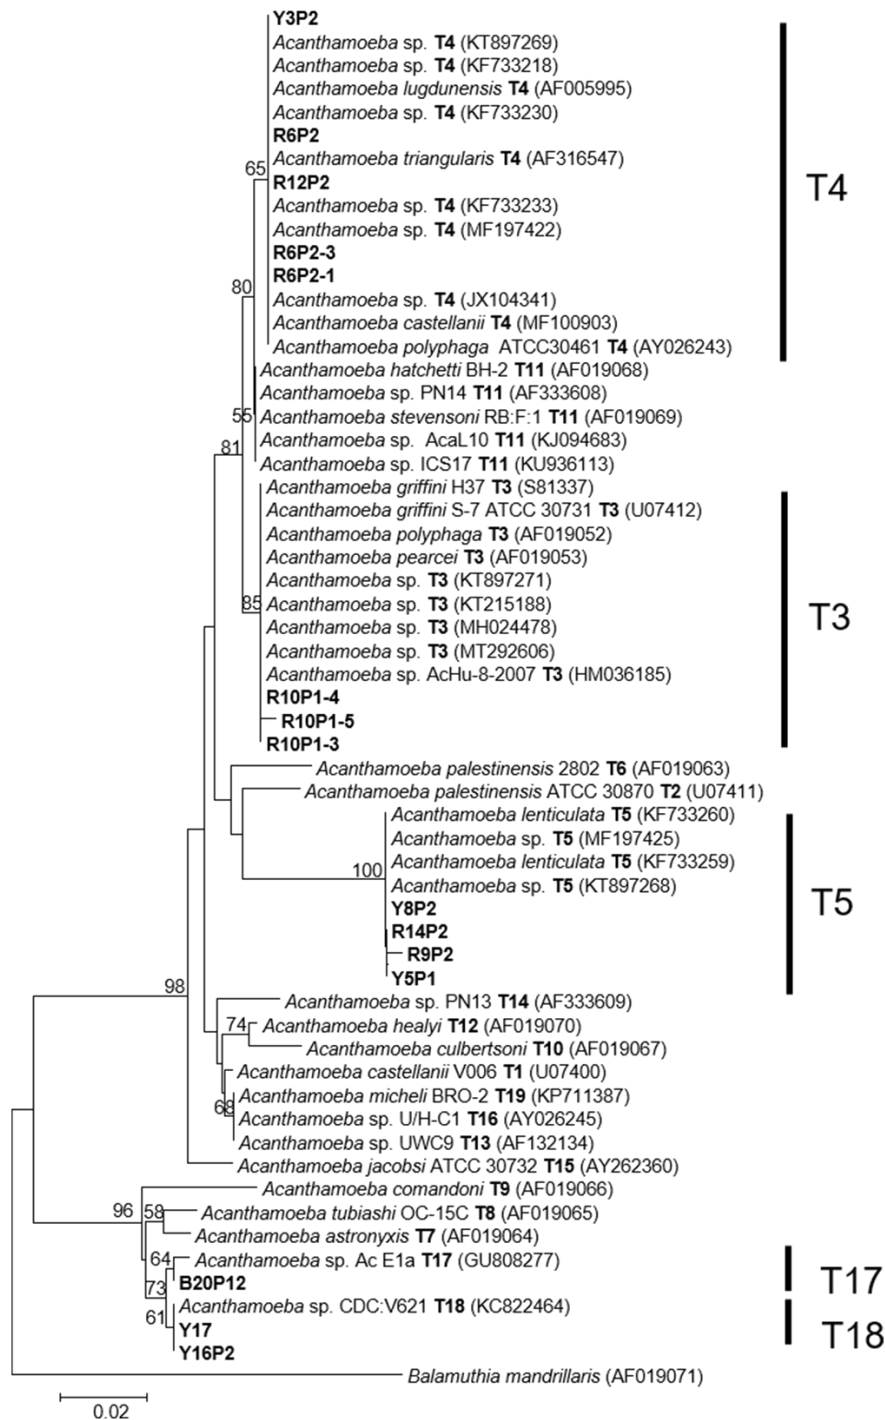 Y3P2
Acanthamoeba sp. T4 (KT897269)
Acanthamoeba sp. T4 (KF733218)
Acanthamoeba lugdunensis T4 (AF005995)
Acanthamoeba sp. T4 (KF733230)
R6P2
Acanthamoeba triangularis T4 (AF316547)
65
R12P2
T4
Acanthamoeba sp. T4 (KF733233)
Acanthamoeba sp. T4 (MF197422)
R6P2-3
R6P2-1
80
Acanthamoeba sp. T4 (JX104341)
Acanthamoeba castellanii T4 (MF100903)
Acanthamoeba polyphaga ATCC30461 T4 (AY026243)
Acanthamoeba hatchetti BH-2 T11 (AF019068)
Acanthamoeba sp. PN14 T11 (AF333608)
55
Acanthamoeba stevensoni RB:F:1 T11 (AF019069)
Acanthamoeba sp. AcaL10 T11 (KJ094683)
81
Acanthamoeba sp. ICS17 T11 (KU936113)
Acanthamoeba griffini H37 T3 (S81337)
Acanthamoeba griffini S-7 ATCC 30731 T3 (U07412)
Acanthamoeba polyphaga T3 (AF019052)
Acanthamoeba pearcei T3 (AF019053)
Acanthamoeba sp. T3 (KT897271)
85
Acanthamoeba sp. T3 (KT215188)
T3
Acanthamoeba sp. T3 (MH024478)
Acanthamoeba sp. T3 (MT292606)
Acanthamoeba sp. AcHu-8-2007 T3 (HM036185)
R10P1-4
R10P1-5
R10P1-3
Acanthamoeba palestinensis 2802 T6 (AF019063)
Acanthamoeba palestinensis ATCC 30870 T2 (U07411)
Acanthamoeba lenticulata T5 (KF733260)
Acanthamoeba sp. T5 (MF197425)
Acanthamoeba lenticulata T5 (KF733259)
100
Acanthamoeba sp. T5 (KT897268)
T5
Y8P2
R14P2
R9P2
Y5P1
98
Acanthamoeba sp. PN13 T14 (AF333609)
74
Acanthamoeba healyi T12 (AF019070)
Acanthamoeba culbertsoni T10 (AF019067)
Acanthamoeba castellanii V006 T1 (U07400)
Acanthamoeba micheli BRO-2 T19 (KP711387)
68
Acanthamoeba sp. U/H-C1 T16 (AY026245)
Acanthamoeba sp. UWC9 T13 (AF132134)
Acanthamoeba jacobsi ATCC 30732 T15 (AY262360)
Acanthamoeba comandoni T9 (AF019066)
96
58
Acanthamoeba tubiashi OC-15C T8 (AF019065)
Acanthamoeba astronyxis T7 (AF019064)
64
Acanthamoeba sp. Ac E1a T17 (GU808277)
B20P12
T17
73
Acanthamoeba sp. CDC:V621 T18 (KC822464)
61
Y17
T18
Y16P2
Balamuthia mandrillaris (AF019071)
0.02